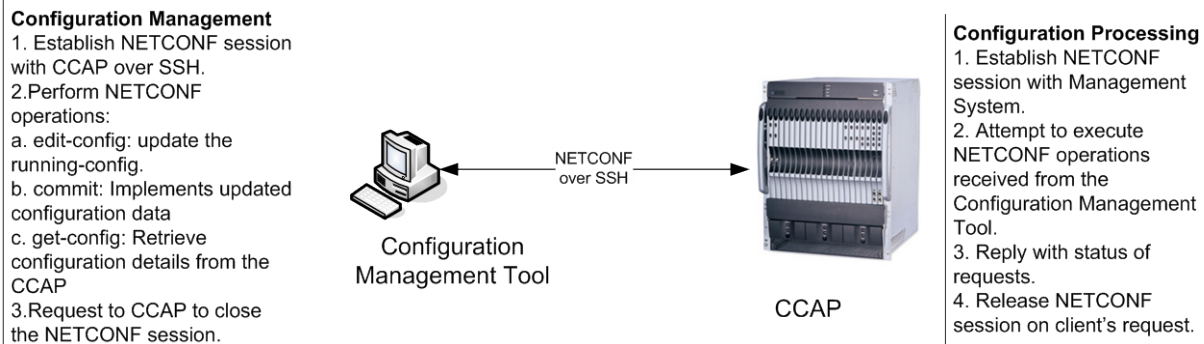 Configuration Management
1. Establish NETCONF session
with CCAP over SSH.
2.Perform NETCONF
operations:
a. edit-config: update the
running-config.
b. commit: Implements updated
configuration data
c. get-config: Retrieve
configuration details from the
CCAP
3.Request to CCAP to close
the NETCONF session.
NETCONF
over SSH
Configuration
Management Tool
CCAP
Configuration Processing
1. Establish NETCONF
session with Management
System.
2. Attempt to execute
NETCONF operations
received from the
Configuration Management
Tool.
3. Reply with status of
requests.
4. Release NETCONF
session on client's request.